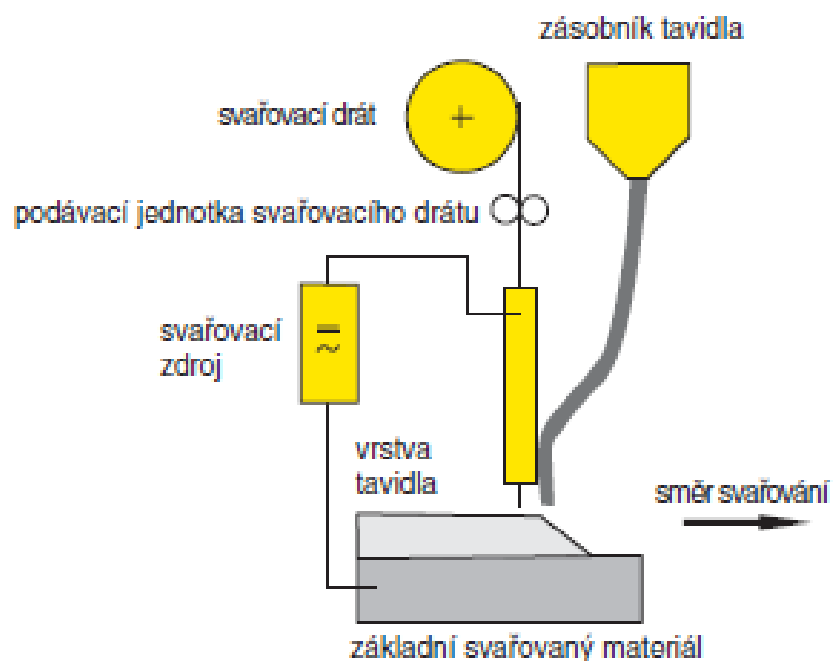 zásobník tavidla
svařovací drát
+
podávací jednotka svařovacího drátu
svařovací
zdroj
=
~
vrstva
tavidla
směr svařování
základní svařovaný materiál